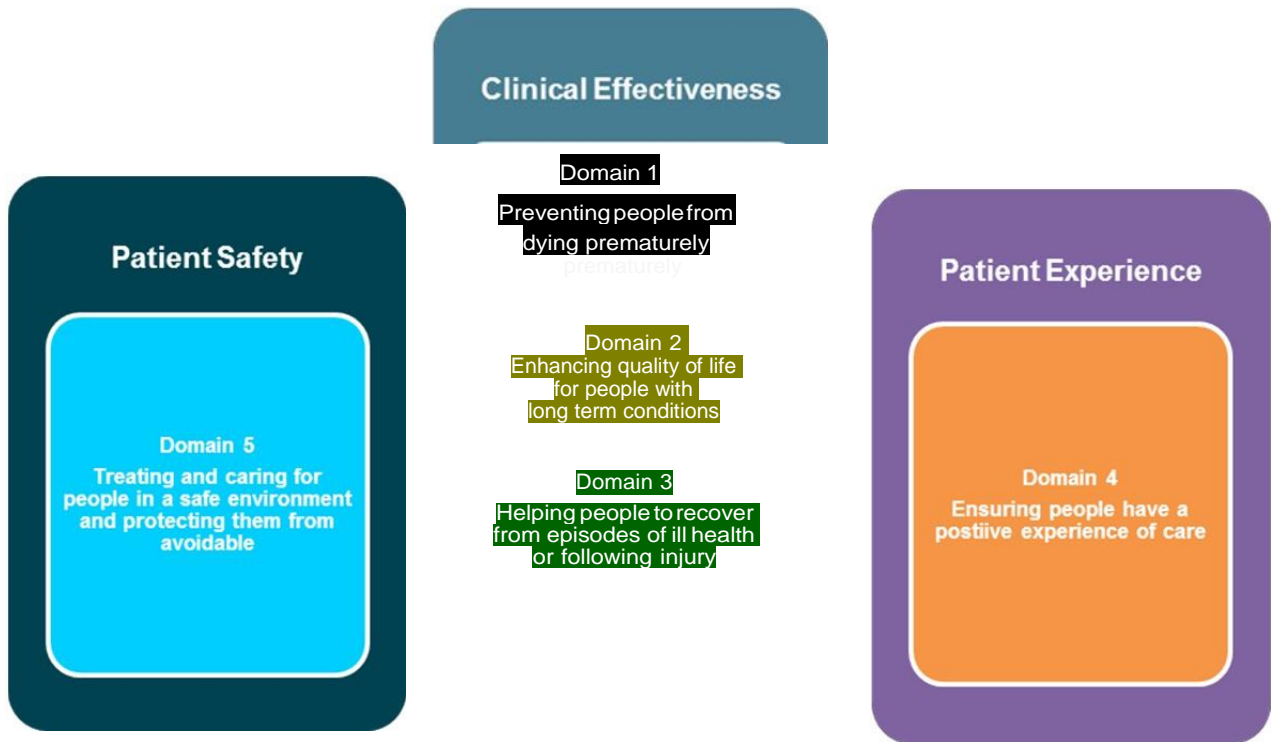 Clinical Effectiveness
Domain 1
Preventing people from
dying prematurely
prematurely
Domain 2
Enhancing quality of life
for people with
long term conditions
Domain 3
Helping people to recover
from episodes of ill health
or following injury
Patient Safety
Domain 5
Treating and caring for
people in a safe environment
and protecting them from
avoidable
Patient Experience
Domain 4
Ensuring people have a
postiive experience of care